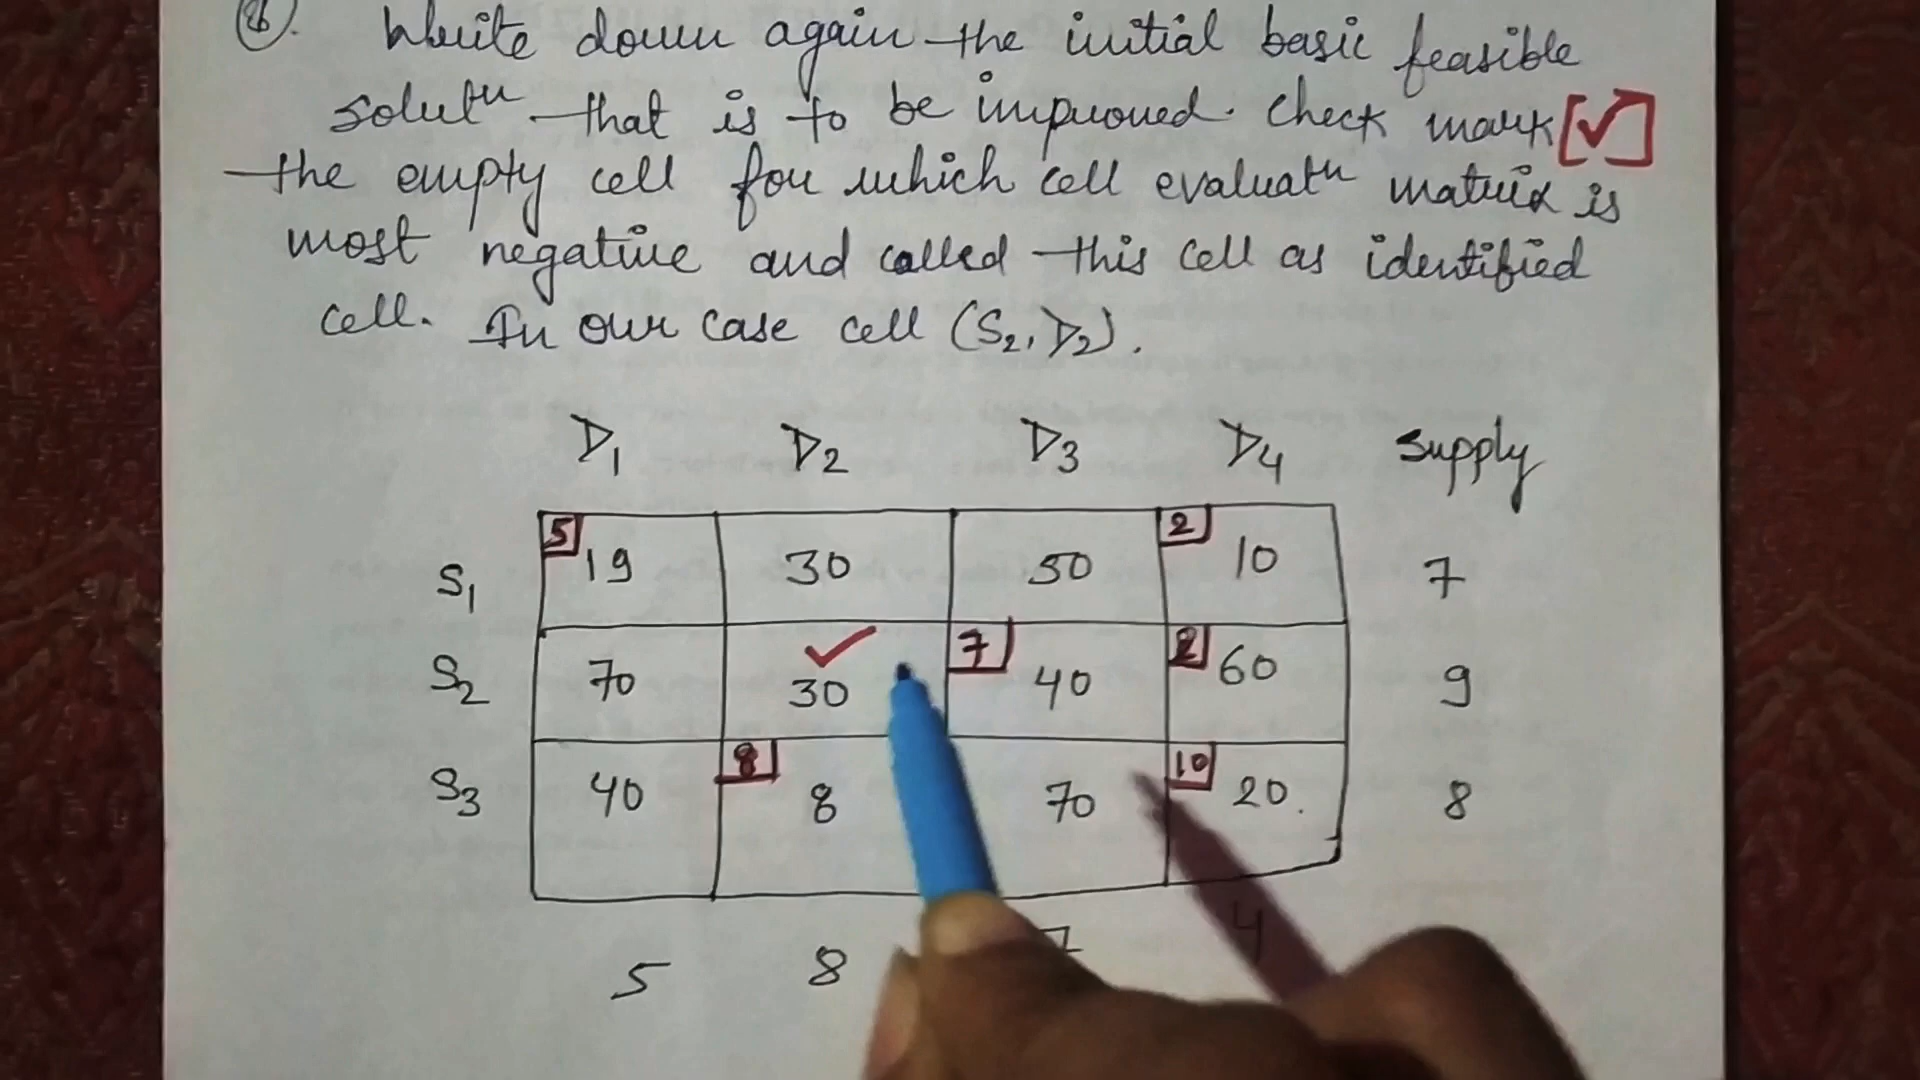 6. Write down again the initial basic feasible
solutn that is to be improved. Check mark [✓]
the empty cell for which cell evaluatn matrix is
most negative and called this cell as identified
cell. In our case cell (S2, D2).
D1 D2 D3 D4 Supply
S1 5 19 30 50 2 10 7
S2 70 ✓ 30 7 40 2 60 9
S3 40 8 8 70 10 20. 8
5 8 7 4